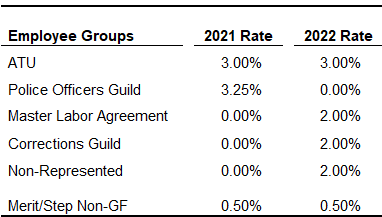 Employee Groups 2021 Rate 2022 Rate
ATU 3.00% 3.00%
Police Officers Guild 3.25% 0.00%
Master Labor Agreement 0.00% 2.00%
Corrections Guild 0.00% 2.00%
Non-Represented 0.00% 2.00%
Merit/Step Non-GF 0.50% 0.50%